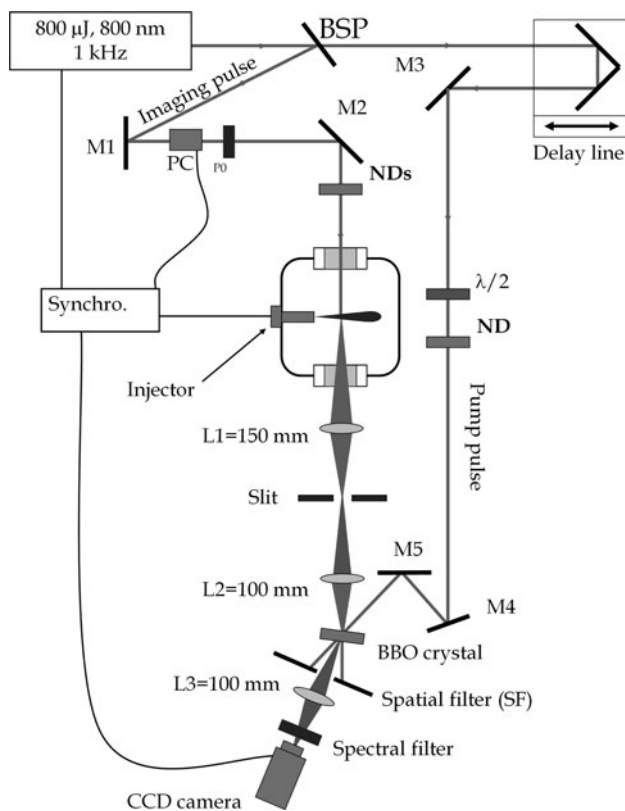 800 µJ, 800 nm
1 kHz
BSP
M3
Imaging pulse
M2
M1
PC
P0
NDs
Delay line
λ/2
Synchro.
ND
Injector
Pump pulse
L1=150 mm
Slit
M5
L2=100 mm
M4
BBO crystal
L3=100 mm
Spatial filter (SF)
Spectral filter
CCD camera